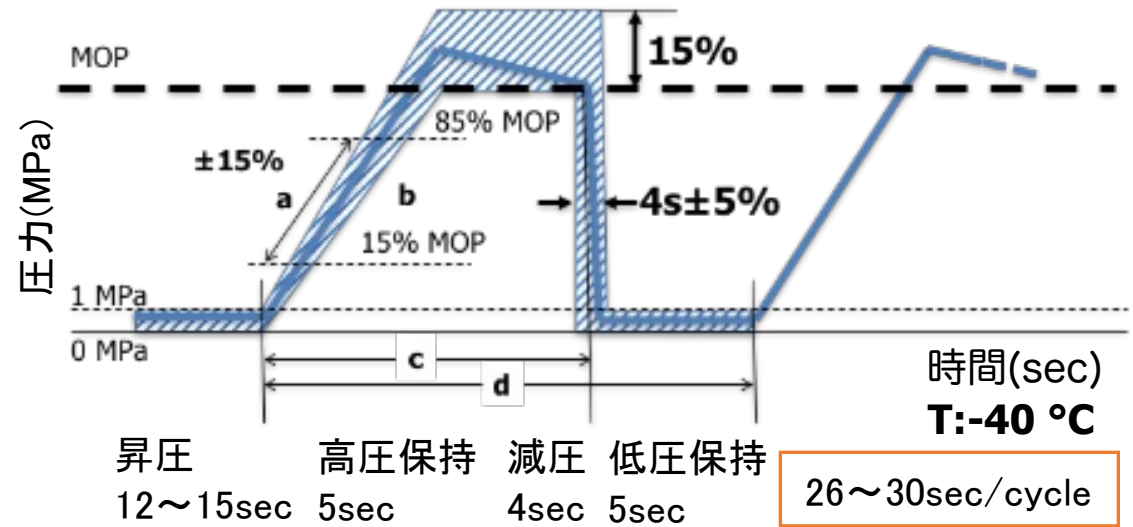 MOP
15%
85% MOP
±15%
a
b
4s±5%
15% MOP
圧力(MPa)
1 MPa
0 MPa
c
d
時間(sec)
T:-40 °C
昇圧 高圧保持 減圧 低圧保持
12～15sec 5sec 4sec 5sec
26～30sec/cycle